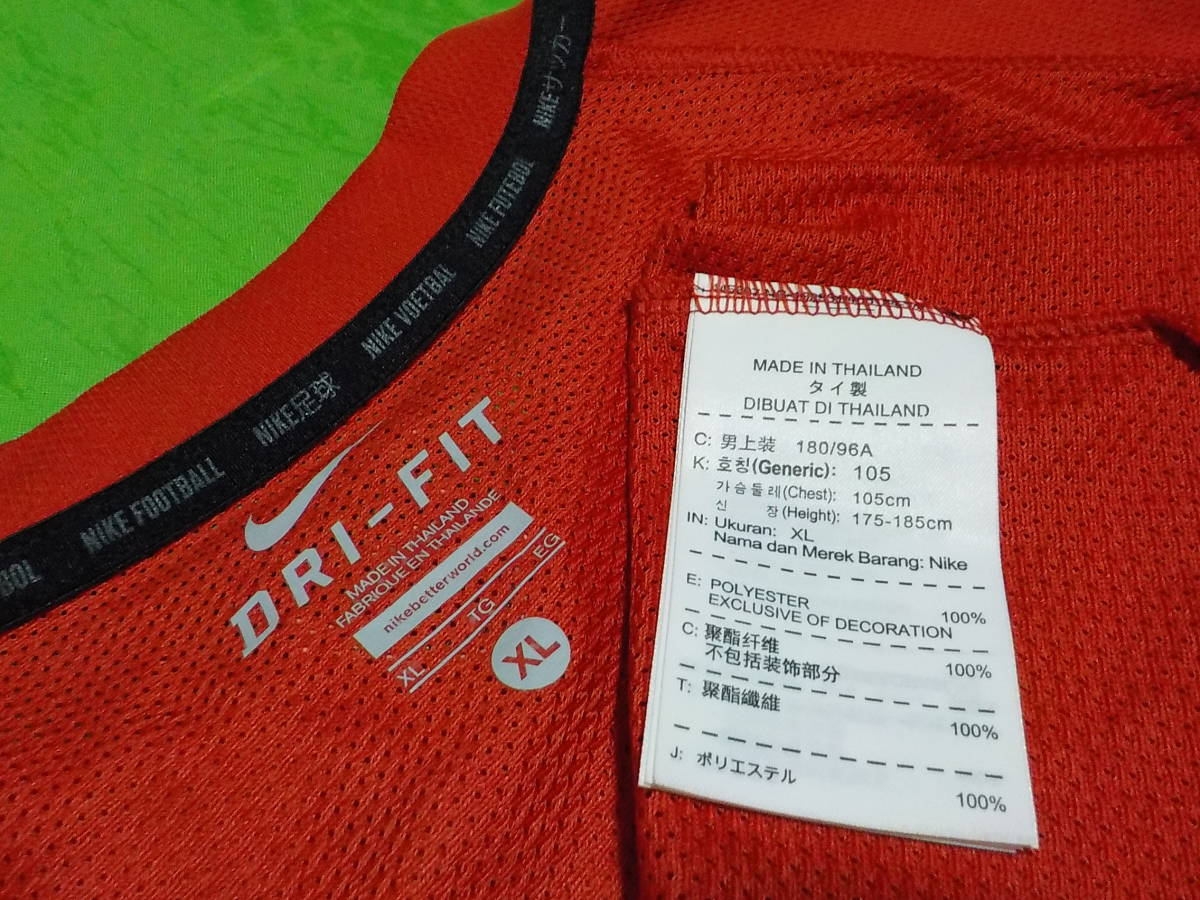 NIKEサッカー
NIKE FUTEBOL
NIKE VOETBAL
NIKE足球
NIKE FOOTBALL
BOL
DRI-FIT
MADE IN THAILAND
FABRIQUE EN THAILANDE
nikebetterworld.com
XL TG EG
XL
MADE IN THAILAND
タイ製
DIBUAT DI THAILAND
C: 男上装 180/96A
K: 호칭(Generic): 105
가슴둘레(Chest): 105cm
신 장(Height): 175-185cm
IN: Ukuran: XL
Nama dan Merek Barang: Nike
E: POLYESTER 100%
EXCLUSIVE OF DECORATION
C: 聚酯纤维 100%
不包括装饰部分
T: 聚酯纖維 100%
J: ポリエステル 100%